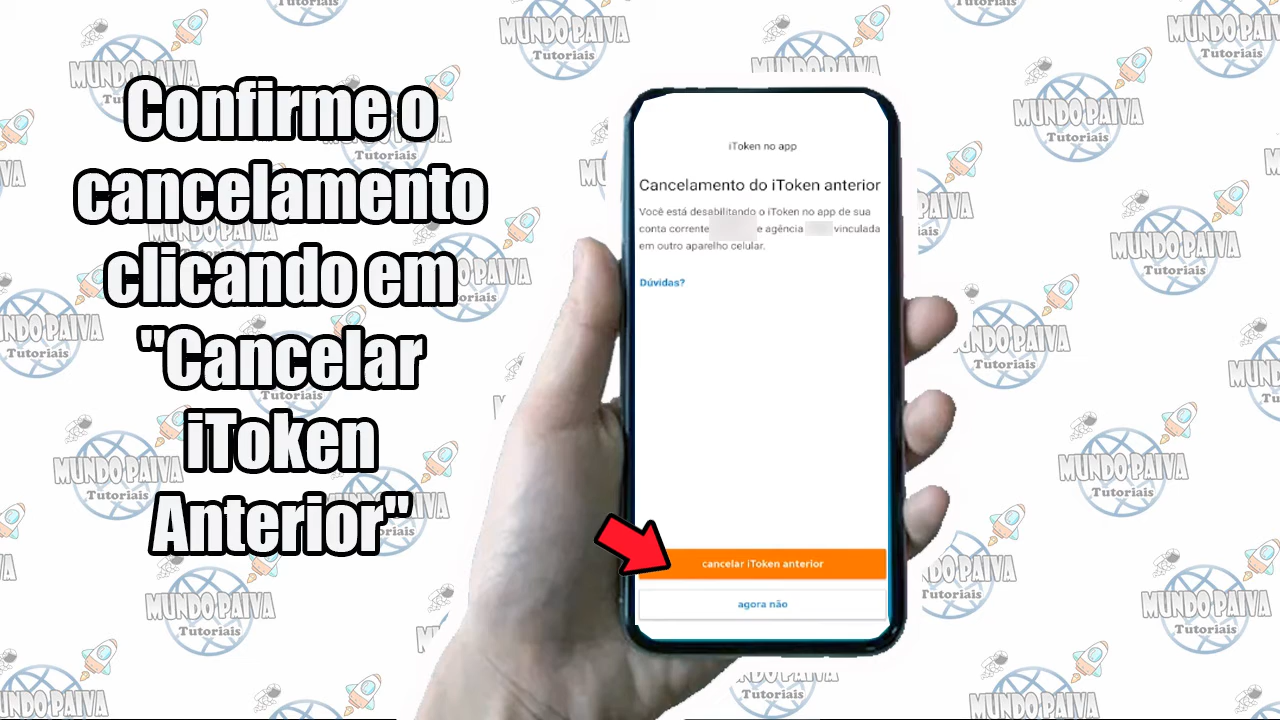 Confirme o
cancelamento
clicando em
"Cancelar
iToken
Anterior"
iToken no app
Cancelamento do iToken anterior
Você está desabilitando o iToken no app de sua
conta corrente e agência vinculada
em outro aparelho celular.
Dúvidas?
cancelar iToken anterior
agora não
MUNDO PAIVA
Tutoriais